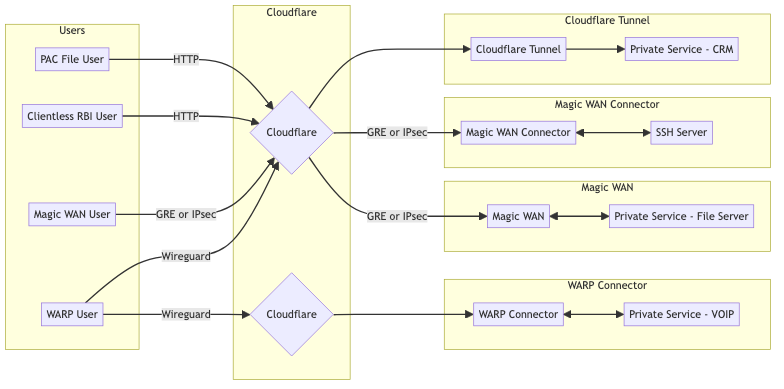 Users
PAC File User
Clientless RBI User
Magic WAN User
WARP User
HTTP
HTTP
GRE or IPsec
Wireguard
Wireguard
Cloudflare
Cloudflare
Cloudflare
GRE or IPsec
GRE or IPsec
Cloudflare Tunnel
Cloudflare Tunnel
Private Service - CRM
Magic WAN Connector
Magic WAN Connector
SSH Server
Magic WAN
Magic WAN
Private Service - File Server
WARP Connector
WARP Connector
Private Service - VOIP